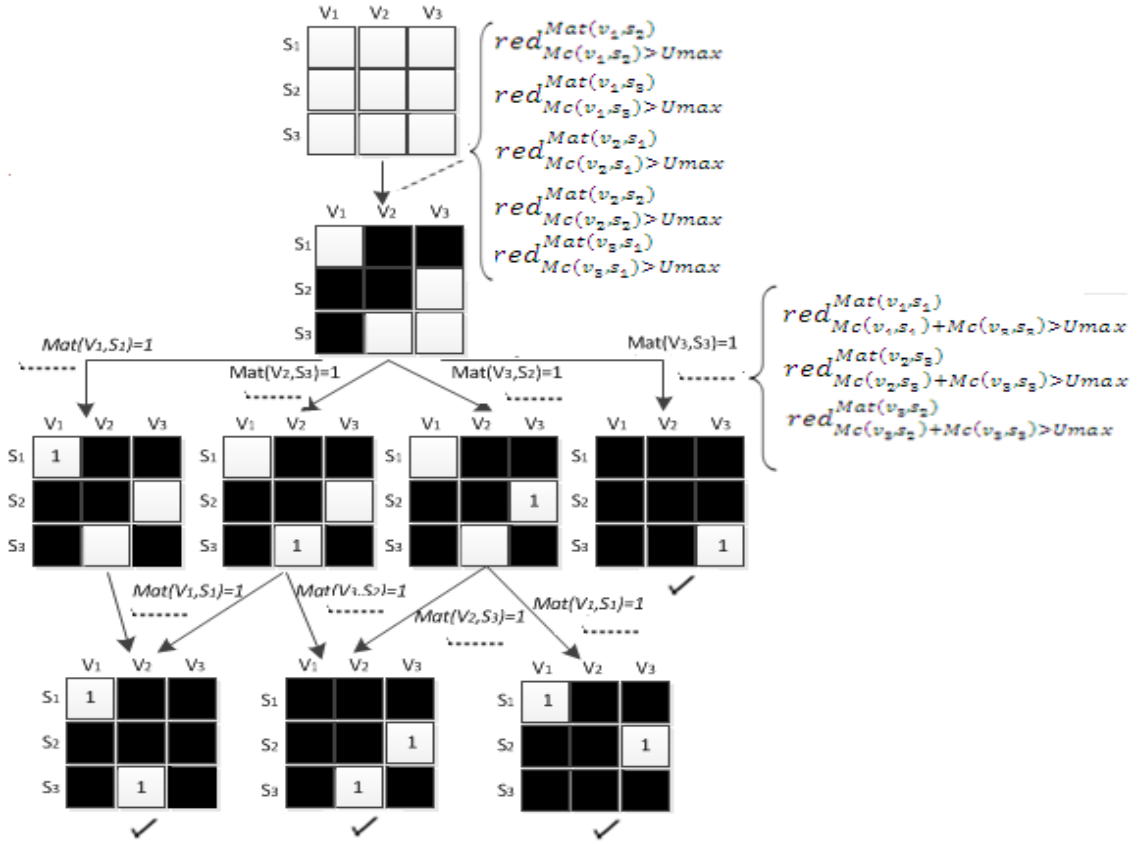 V₁ V₂ V₃
S₁
S₂
S₃
red Mat(v₁,s₂) Mc(v₁,s₂)>Umax
red Mat(v₁,s₃) Mc(v₁,s₃)>Umax
red Mat(v₂,s₁) Mc(v₂,s₁)>Umax
red Mat(v₂,s₂) Mc(v₂,s₂)>Umax
red Mat(v₃,s₁) Mc(v₃,s₁)>Umax
V₁ V₂ V₃
S₁
S₂
S₃
red Mat(v₁,s₁) Mc(v₁,s₁)+Mc(v₃,s₃)>Umax
red Mat(v₂,s₃) Mc(v₂,s₃)+Mc(v₃,s₃)>Umax
red Mat(v₃,s₂) Mc(v₃,s₂)+Mc(v₃,s₃)>Umax
Mat(V₁,S₁)=1
Mat(V₂,S₃)=1
Mat(V₃,S₂)=1
Mat(V₃,S₃)=1
V₁ V₂ V₃
S₁ 1
S₂
S₃
V₁ V₂ V₃
S₁
S₂
S₃ 1
V₁ V₂ V₃
S₁
S₂ 1
S₃
V₁ V₂ V₃
S₁
S₂
S₃ 1
✓
Mat(V₁,S₁)=1
Mat(V₃,S₂)=1
Mat(V₂,S₃)=1
Mat(V₁,S₁)=1
V₁ V₂ V₃
S₁ 1
S₂
S₃ 1
✓
V₁ V₂ V₃
S₁
S₂ 1
S₃ 1
✓
V₁ V₂ V₃
S₁ 1
S₂ 1
S₃
✓